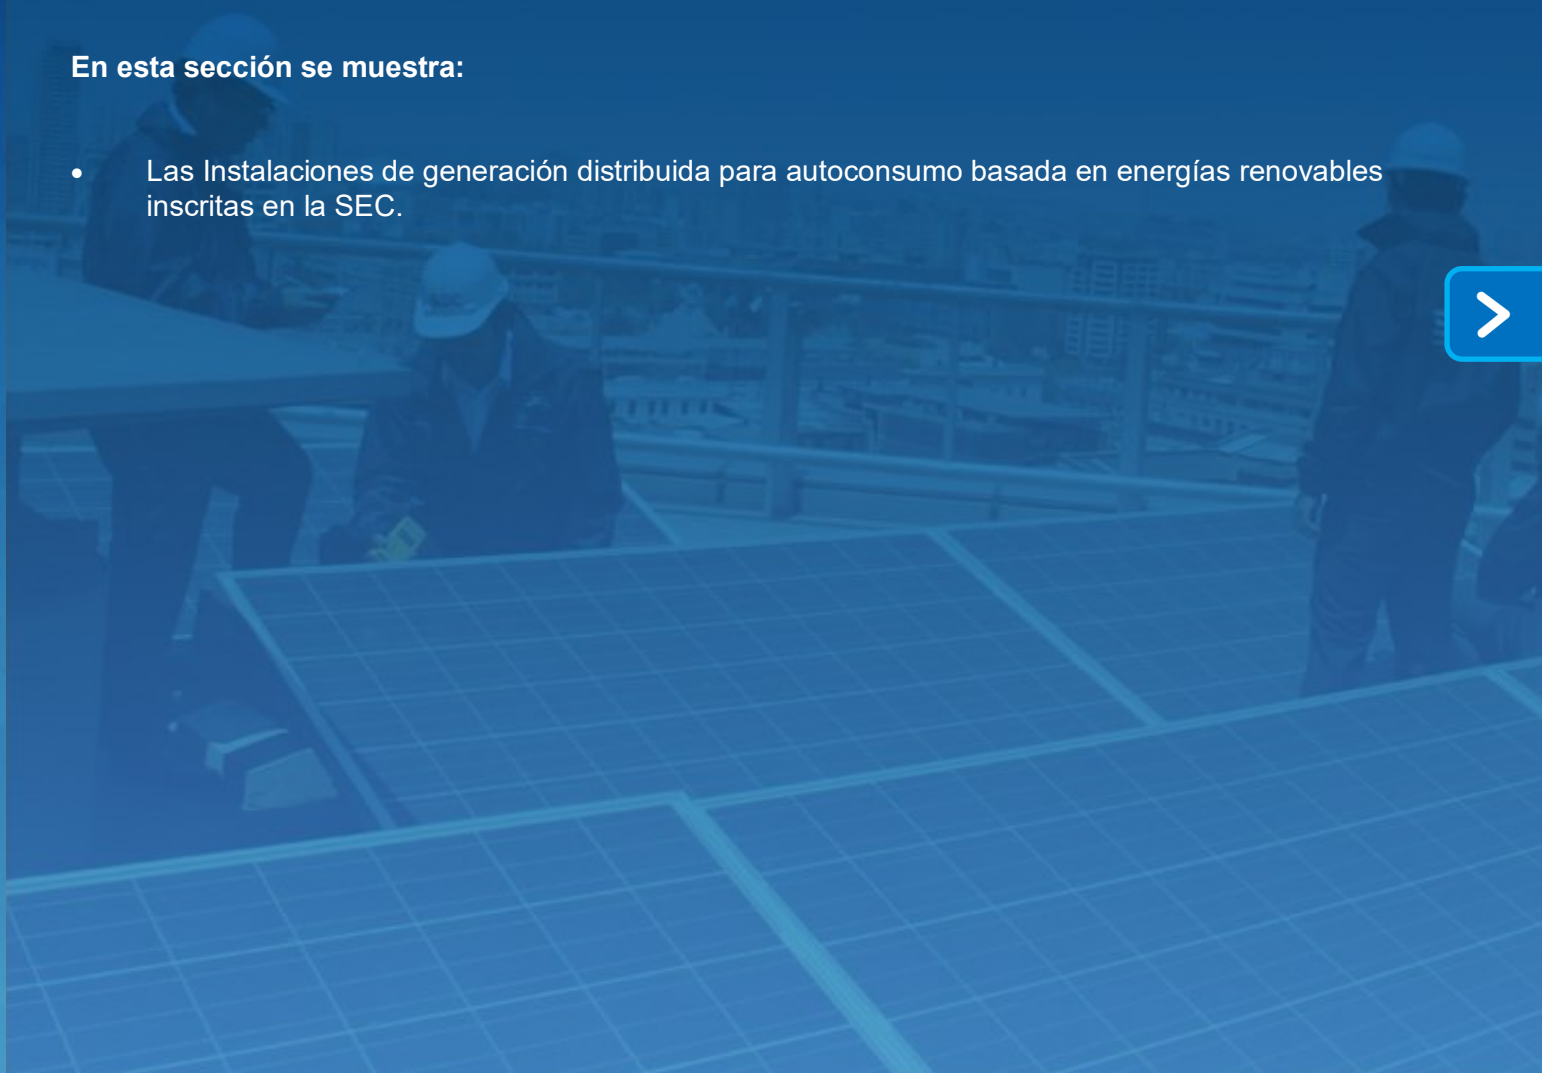 En esta sección se muestra:
• Las Instalaciones de generación distribuida para autoconsumo basada en energías renovables
inscritas en la SEC.